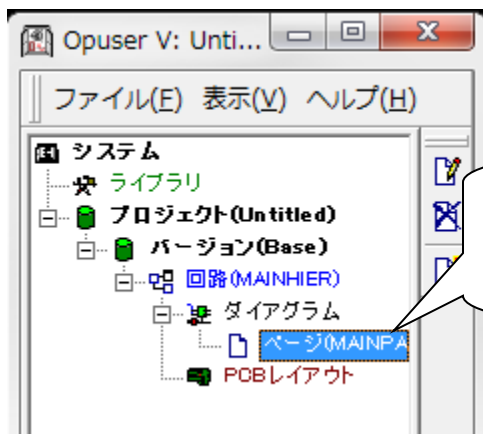 Opuser V: Unti...
ファイル(F) 表示(V) ヘルプ(H)
システム
ライブラリ
プロジェクト(Untitled)
バージョン(Base)
回路(MAINHIER)
ダイアグラム
ページ(MAINPA
PCBレイアウト